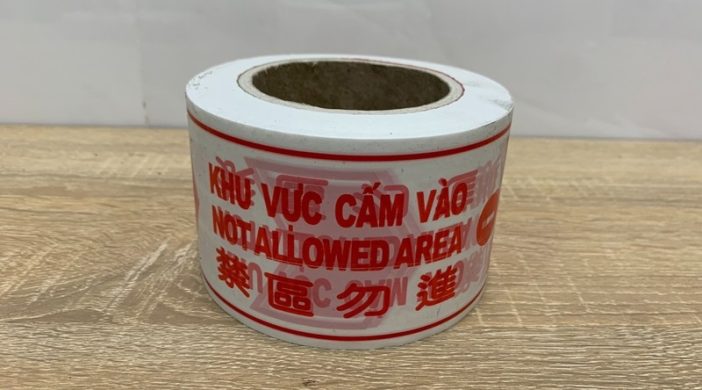 KHU VỰC CẤM VÀO
NOT ALLOWED AREA
禁區勿進